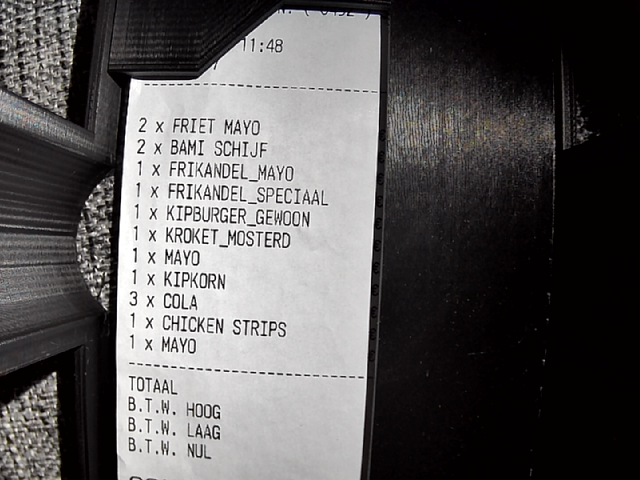 11:48
2 x FRIET MAYO
2 x BAMI SCHIJF
1 x FRIKANDEL_MAYO
1 x FRIKANDEL_SPECIAAL
1 x KIPBURGER_GEWOON
1 x KROKET_MOSTERD
1 x MAYO
1 x KIPKORN
3 x COLA
1 x CHICKEN STRIPS
1 x MAYO
TOTAAL
B.T.W. HOOG
B.T.W. LAAG
B.T.W. NUL